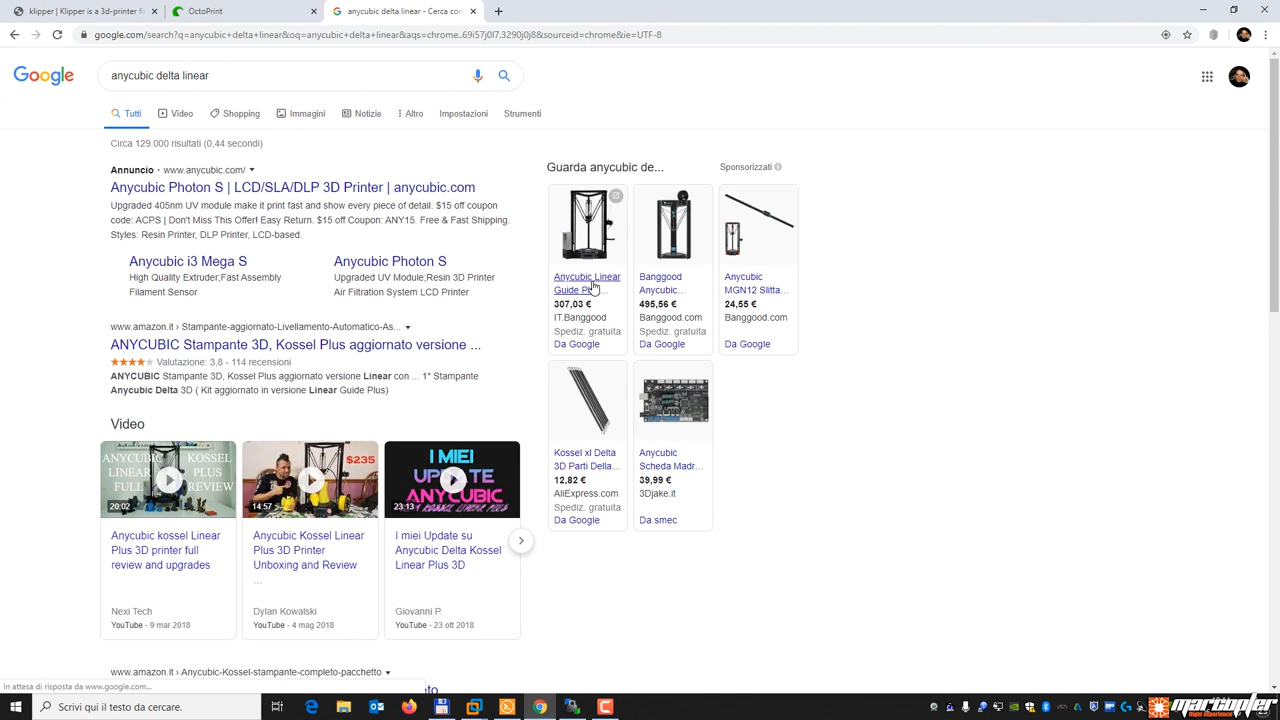 klipper | Klipper is a 3d-printer fi
OctoPrint
anycubic delta linear - Cerca con
google.com/search?q=anycubic+delta+linear&oq=anycubic+delta+linear&aqs=chrome..69i57j0l7.3290j0j8&sourceid=chrome&ie=UTF-8
Google
anycubic delta linear
Tutti
Video
Shopping
Immagini
Notizie
Altro
Impostazioni
Strumenti
Circa 129.000 risultati (0,44 secondi)
Annuncio · www.anycubic.com/
Anycubic Photon S | LCD/SLA/DLP 3D Printer | anycubic.com
Upgraded 405nm UV module make it print fast and show every piece of detail. $15 off coupon
code: ACPS | Don't Miss This Offer! Easy Return. $15 off Coupon: ANY15. Free & Fast Shipping.
Styles: Resin Printer, DLP Printer, LCD-based.
Anycubic i3 Mega S
High Quality Extruder;Fast Assembly
Filament Sensor
Anycubic Photon S
Upgraded UV Module;Resin 3D Printer
Air Filtration System LCD Printer
www.amazon.it › Stampante-aggiornato-Livellamento-Automatico-As...
ANYCUBIC Stampante 3D, Kossel Plus aggiornato versione ...
Valutazione: 3,8 - 114 recensioni
ANYCUBIC Stampante 3D, Kossel Plus aggiornato versione Linear con ... 1* Stampante
Anycubic Delta 3D ( Kit aggiornato in versione Linear Guide Plus)
Video
ANYCUBIC KOSSEL
LINEAR PLUS
FULL REVIEW
20:02
$235
14:57
I MIEI
UPDATE
ANYCUBIC
23:13
Anycubic kossel Linear
Plus 3D printer full
review and upgrades
Nexi Tech
YouTube - 9 mar 2018
Anycubic Kossel Linear
Plus 3D Printer
Unboxing and Review
...
Dylan Kowalski
YouTube - 4 mag 2018
I miei Update su
Anycubic Delta Kossel
Linear Plus 3D
Giovanni P.
YouTube - 23 ott 2018
www.amazon.it › Anycubic-Kossel-stampante-completo-pacchetto
Guarda anycubic de...
Sponsorizzati
Anycubic Linear
Guide Plus...
307,03 €
IT.Banggood
Spediz. gratuita
Da Google
Banggood
Anycubic...
495,56 €
Banggood.com
Spediz. gratuita
Da Google
Anycubic
MGN12 Slitta...
24,55 €
Banggood.com
Da Google
Kossel xl Delta
3D Parti Della...
12,82 €
AliExpress.com
Spediz. gratuita
Da Google
Anycubic
Scheda Madr...
39,99 €
3Djake.it
Da smec
In attesa di risposta da www.google.com...
Scrivi qui il testo da cercare.
martopter